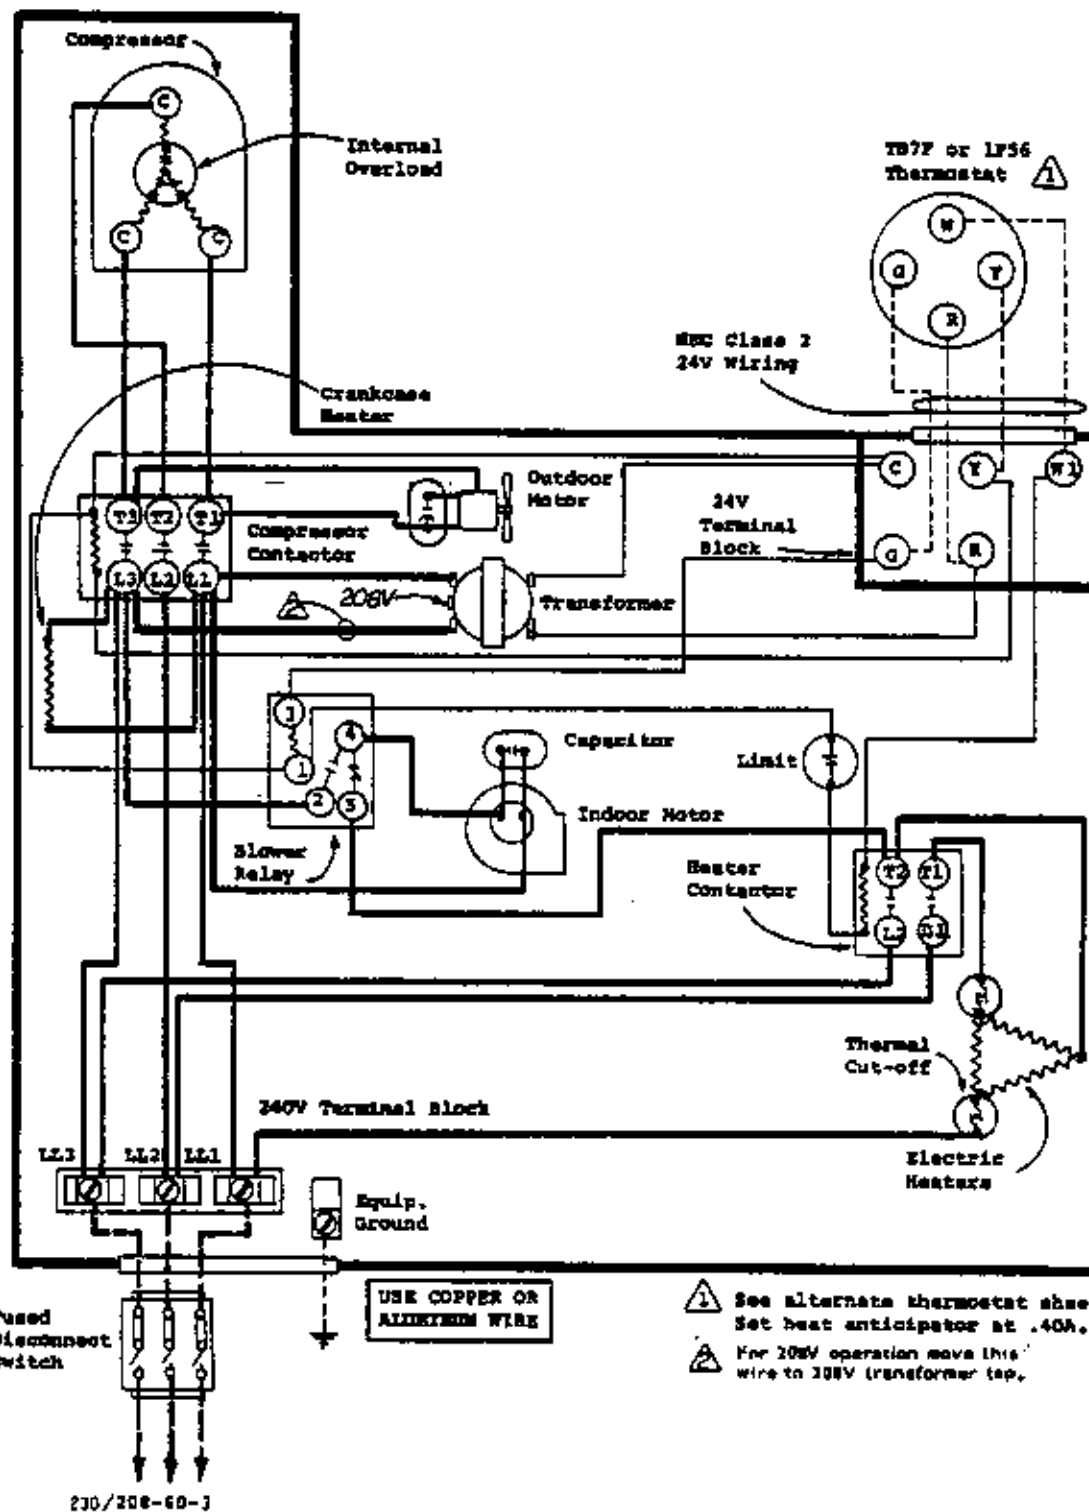 Compressor
C
Internal
Overload
C
C
TB7F or 1F56
Thermostat
1
W
G
Y
R
NEC Class 2
24V Wiring
Crankcase
Heater
C
Y
W1
Outdoor
Motor
24V
Terminal
Block
T3
T2
T1
Compressor
Contactor
G
R
L3
L2
L1
2
208V
Transformer
3
4
1
2
5
Capacitor
Limit
Indoor Motor
Blower
Relay
Heater
Contactor
T2
T1
L2
Thermal
Cut-off
240V Terminal Block
LL3
LL2
LL1
Electric
Heaters
Equip.
Ground
USE COPPER OR
ALUMINUM WIRE
1 See alternate thermostat shee
Set heat anticipator at .40A.
2 For 208V operation move this
wire to 208V transformer tap.
Fused
Disconnect
Switch
230/208-60-3